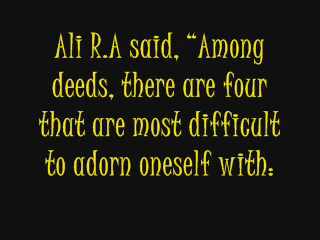 Ali R.A said, “Among
deeds, there are four
that are most difficult
to adorn oneself with: